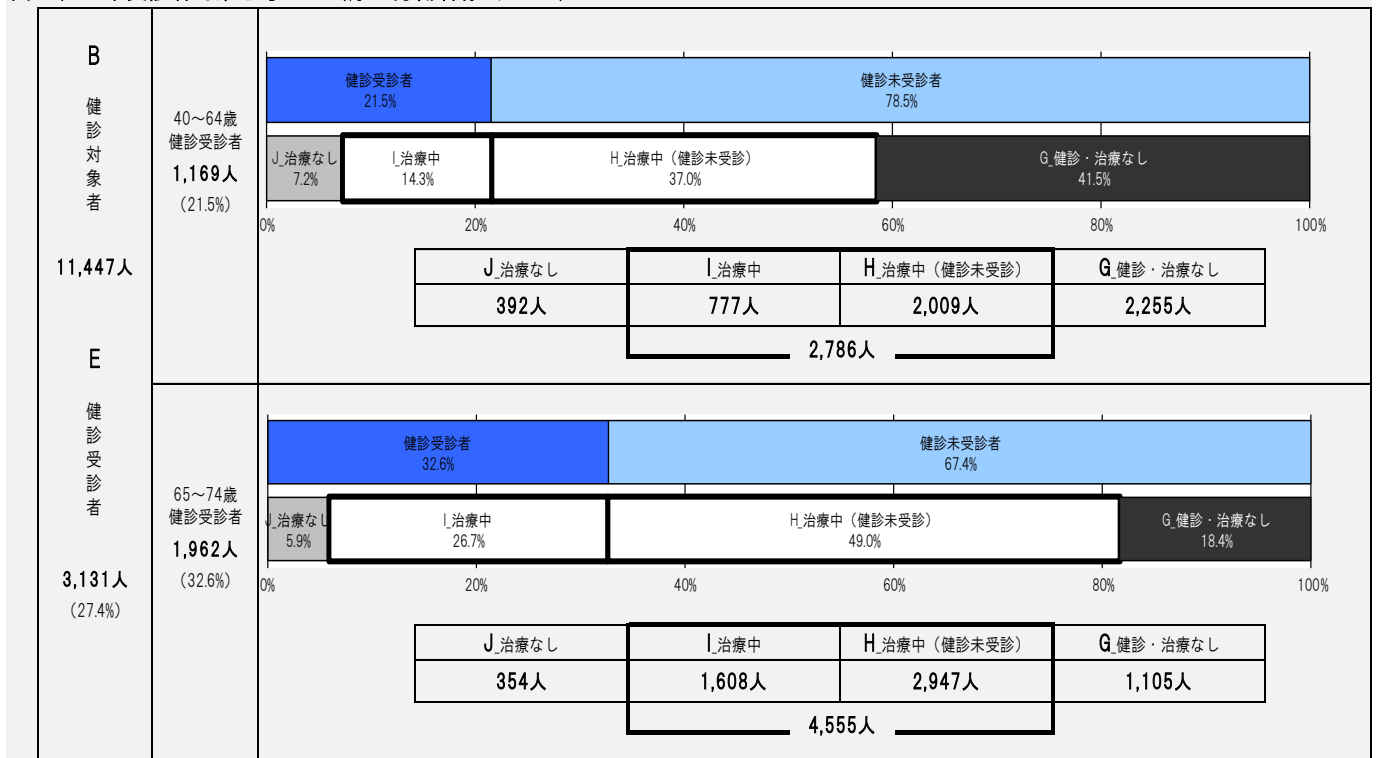 B
健診対象者
11,447人
E
健診受診者
3,131人
(27.4%)
40～64歳
健診受診者
1,169人
(21.5%)
健診受診者
21.5%
健診未受診者
78.5%
J_治療なし
7.2%
I_治療中
14.3%
H_治療中（健診未受診）
37.0%
G_健診・治療なし
41.5%
0% 20% 40% 60% 80% 100%
J_治療なし I_治療中 H_治療中（健診未受診） G_健診・治療なし
392人 777人 2,009人 2,255人
2,786人
65～74歳
健診受診者
1,962人
(32.6%)
健診受診者
32.6%
健診未受診者
67.4%
J_治療なし
5.9%
I_治療中
26.7%
H_治療中（健診未受診）
49.0%
G_健診・治療なし
18.4%
0% 20% 40% 60% 80% 100%
J_治療なし I_治療中 H_治療中（健診未受診） G_健診・治療なし
354人 1,608人 2,947人 1,105人
4,555人